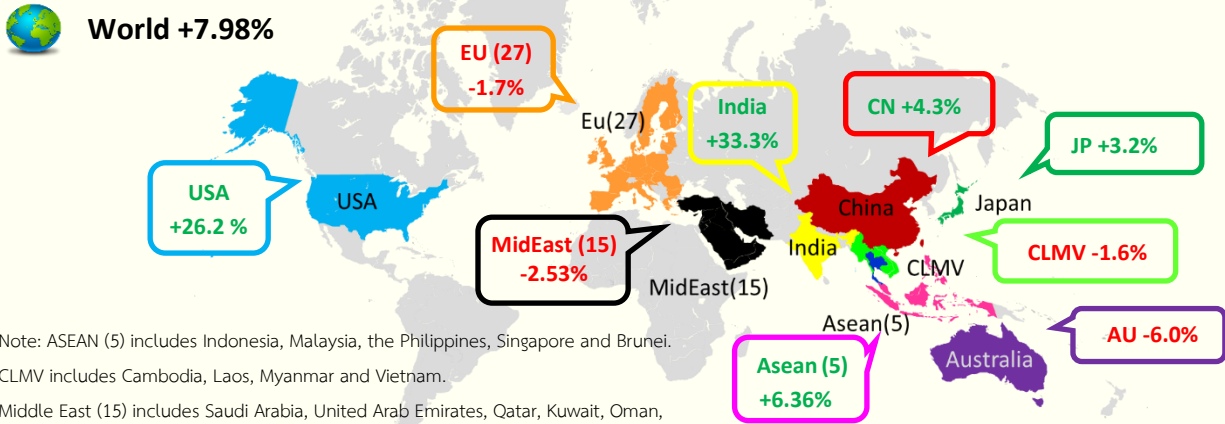 World +7.98%
EU (27)
-1.7%
Eu(27)
India
+33.3%
CN +4.3%
JP +3.2%
USA
+26.2 %
USA
China
Japan
MidEast (15)
-2.53%
India
CLMV
CLMV -1.6%
MidEast(15)
Asean(5)
AU -6.0%
Asean (5)
+6.36%
Australia
Note: ASEAN (5) includes Indonesia, Malaysia, the Philippines, Singapore and Brunei.
CLMV includes Cambodia, Laos, Myanmar and Vietnam.
Middle East (15) includes Saudi Arabia, United Arab Emirates, Qatar, Kuwait, Oman,